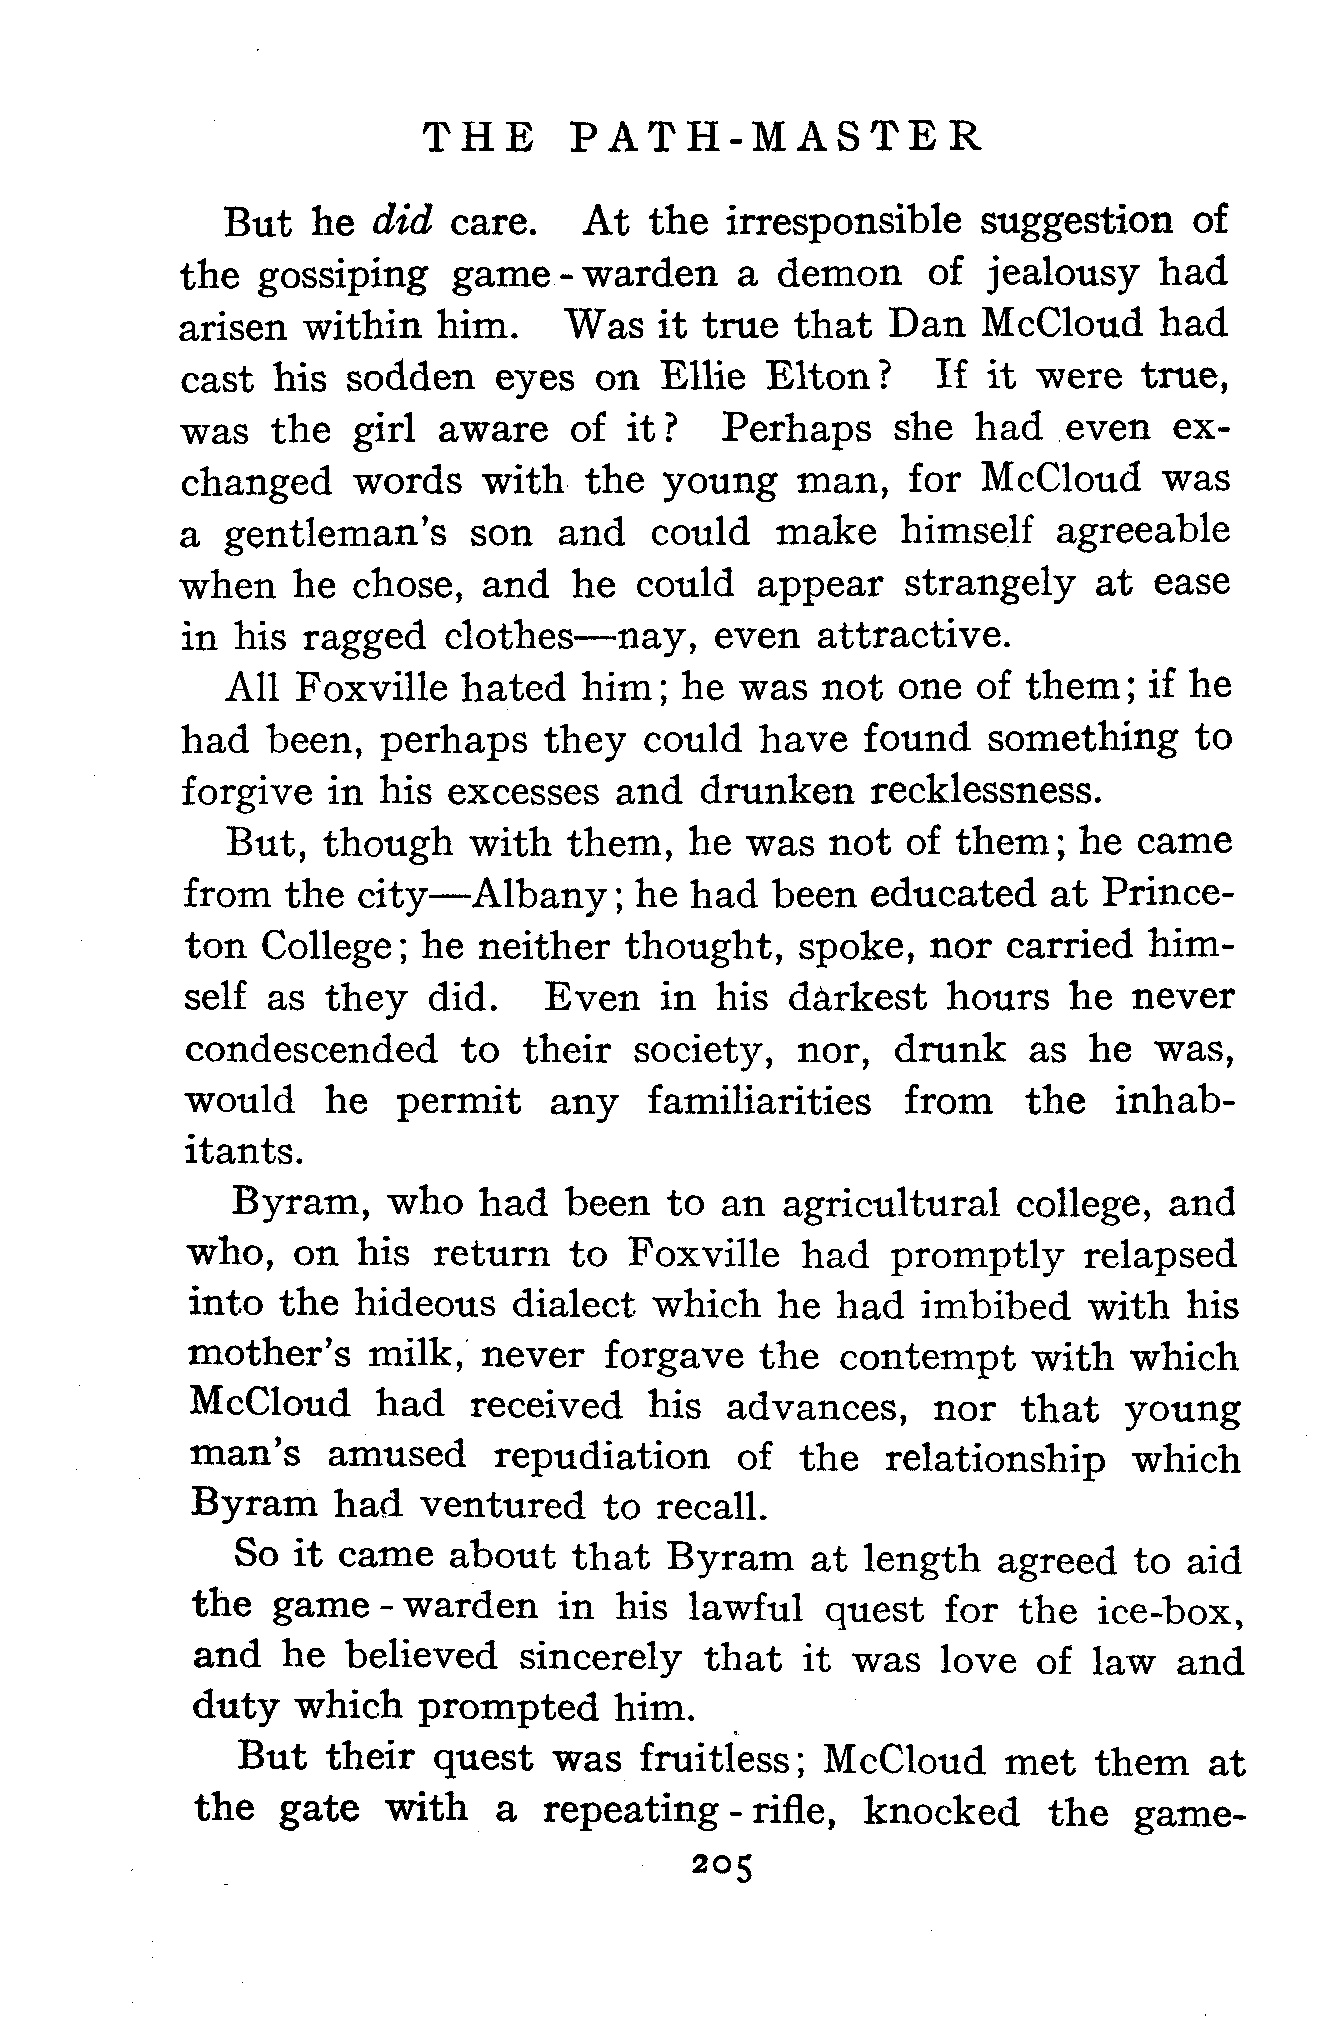 THE PATH-MASTER
But he did care. At the irresponsible suggestion of
the gossiping game-warden a demon of jealousy had
arisen within him. Was it true that Dan McCloud had
cast his sodden eyes on Ellie Elton? If it were true,
was the girl aware of it? Perhaps she had even ex-
changed words with the young man, for McCloud was
a gentleman's son and could make himself agreeable
when he chose, and he could appear strangely at ease
in his ragged clothes—nay, even attractive.
All Foxville hated him; he was not one of them; if he
had been, perhaps they could have found something to
forgive in his excesses and drunken recklessness.
But, though with them, he was not of them; he came
from the city—Albany; he had been educated at Prince-
ton College; he neither thought, spoke, nor carried him-
self as they did. Even in his darkest hours he never
condescended to their society, nor, drunk as he was,
would he permit any familiarities from the inhab-
itants.
Byram, who had been to an agricultural college, and
who, on his return to Foxville had promptly relapsed
into the hideous dialect which he had imbibed with his
mother's milk, never forgave the contempt with which
McCloud had received his advances, nor that young
man's amused repudiation of the relationship which
Byram had ventured to recall.
So it came about that Byram at length agreed to aid
the game-warden in his lawful quest for the ice-box,
and he believed sincerely that it was love of law and
duty which prompted him.
But their quest was fruitless; McCloud met them at
the gate with a repeating-rifle, knocked the game-
205